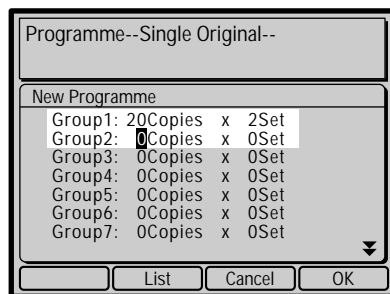 Programme--Single Original--
New Programme
Group1: 20Copies x 2Set
Group2: 0Copies x 0Set
Group3: 0Copies x 0Set
Group4: 0Copies x 0Set
Group5: 0Copies x 0Set
Group6: 0Copies x 0Set
Group7: 0Copies x 0Set
List Cancel OK